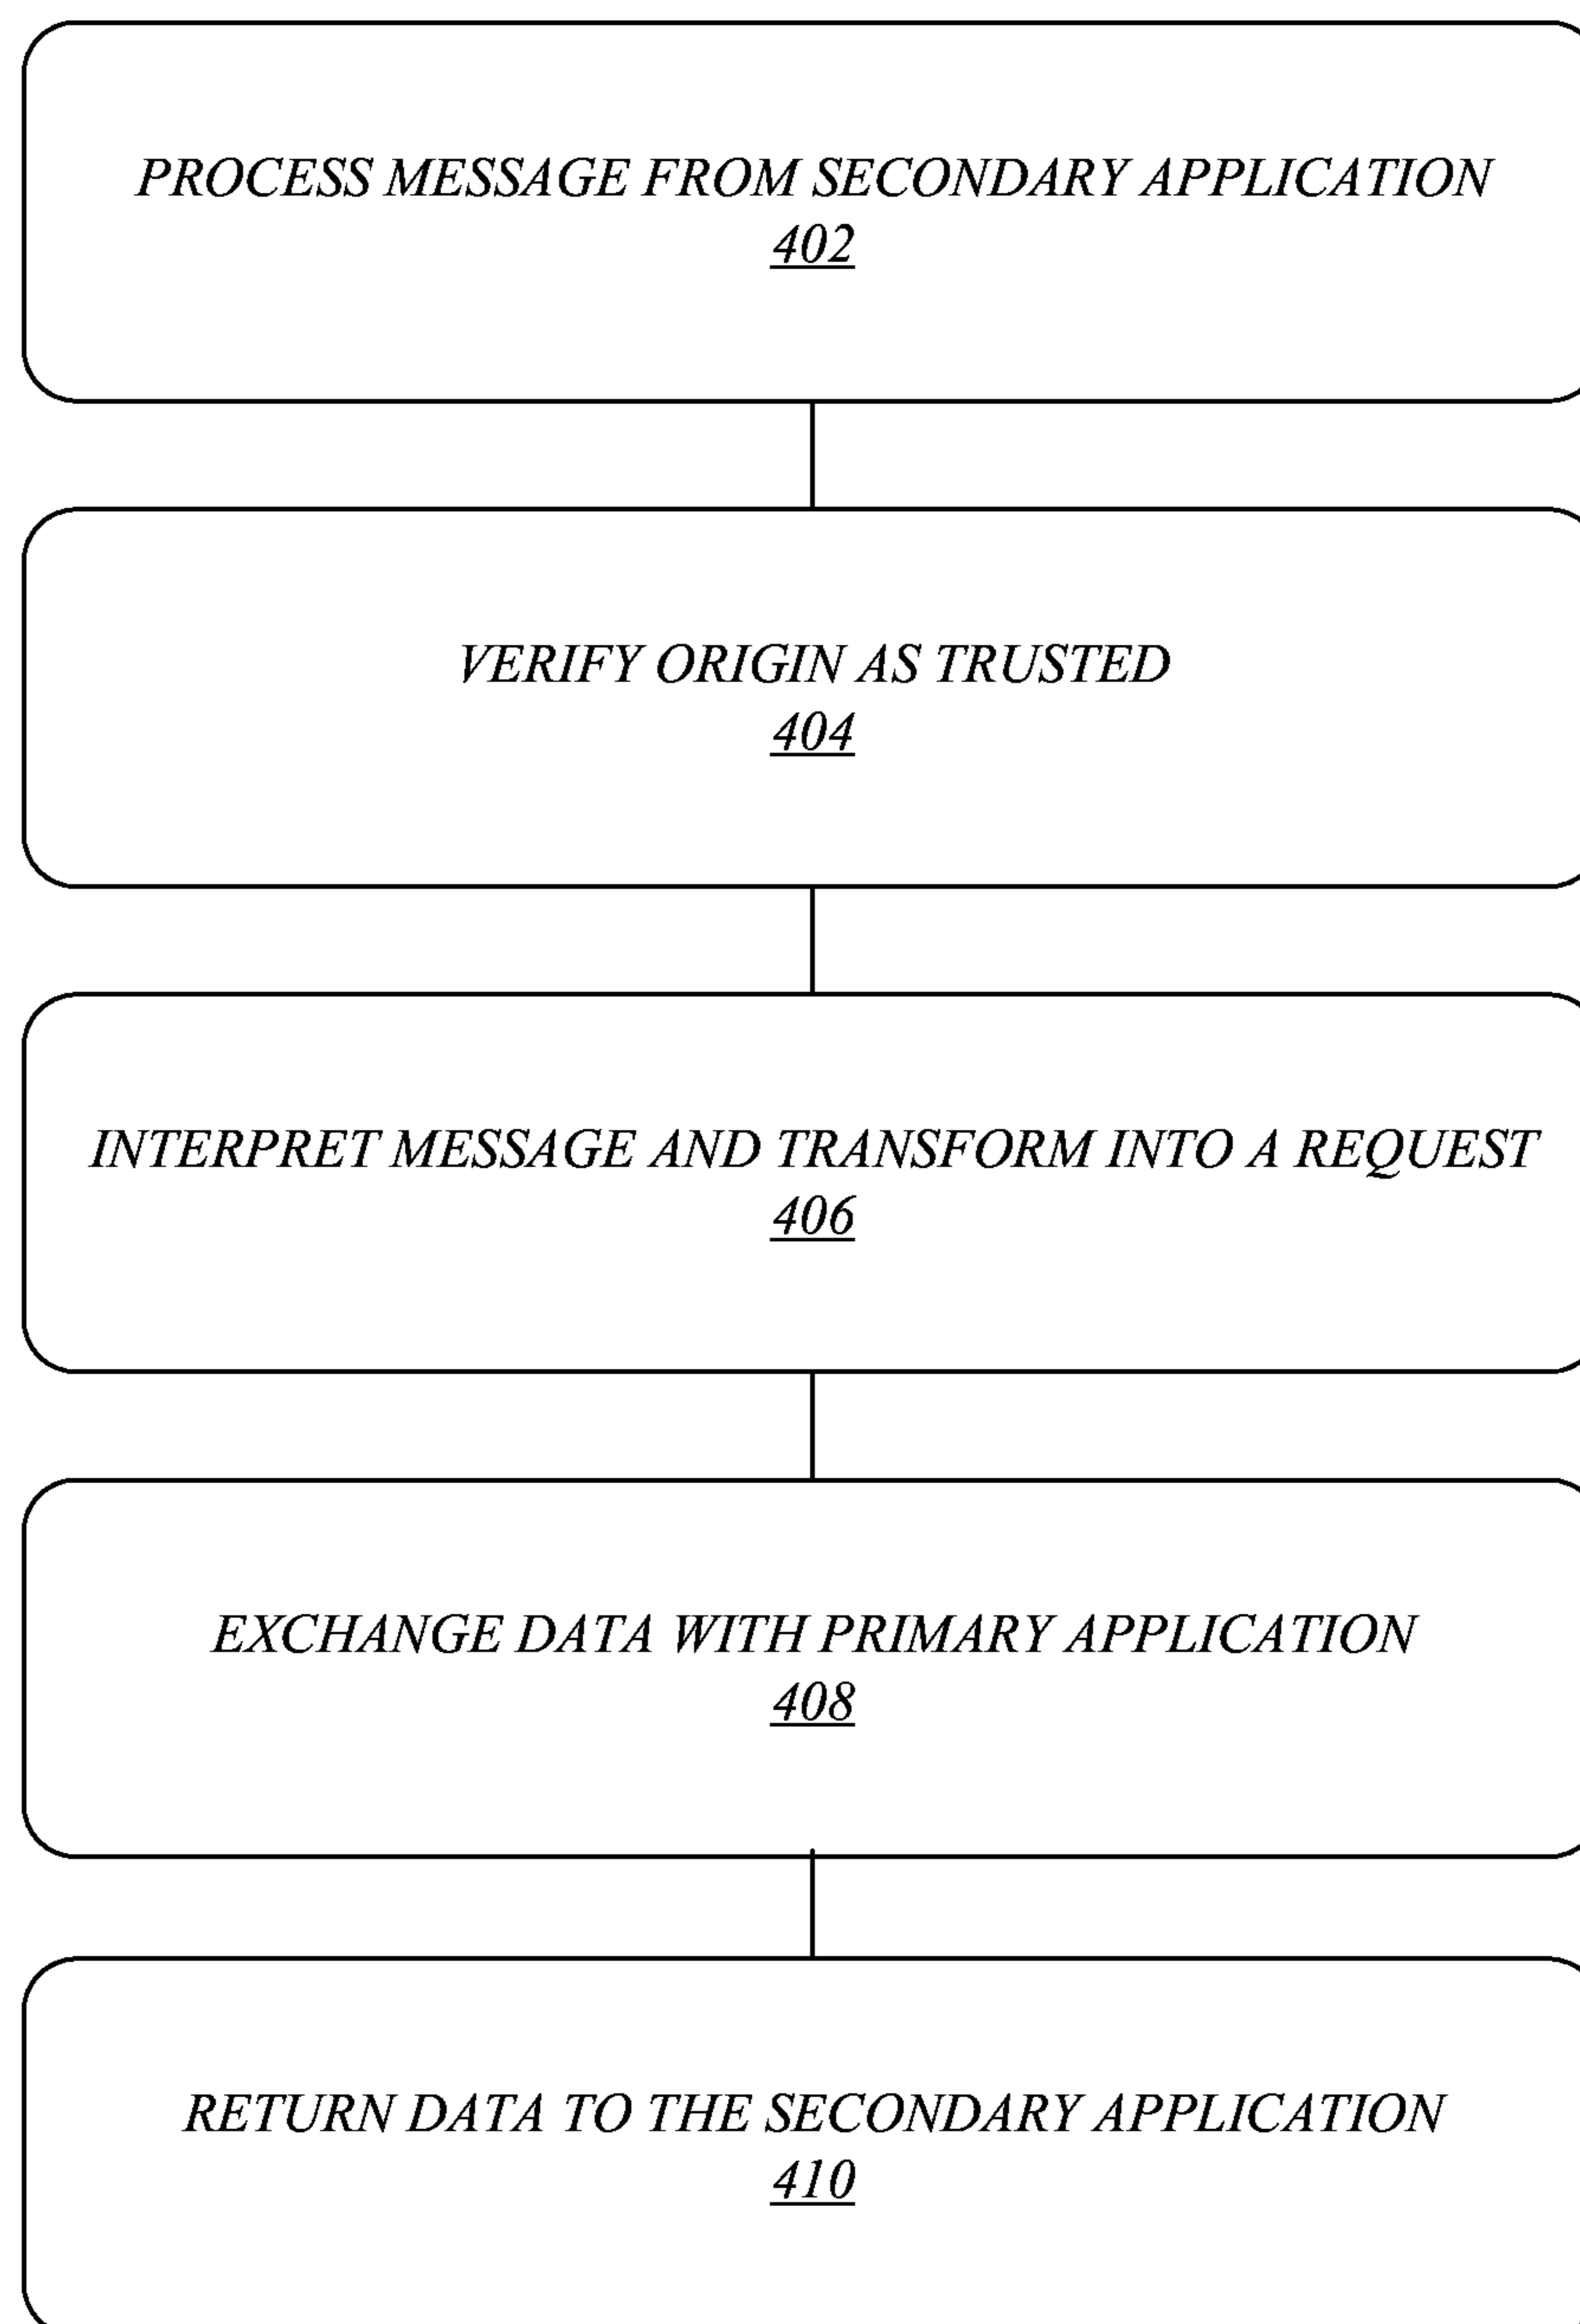 PROCESS MESSAGE FROM SECONDARY APPLICATION
402
VERIFY ORIGIN AS TRUSTED
404
INTERPRET MESSAGE AND TRANSFORM INTO A REQUEST
406
EXCHANGE DATA WITH PRIMARY APPLICATION
408
RETURN DATA TO THE SECONDARY APPLICATION
410